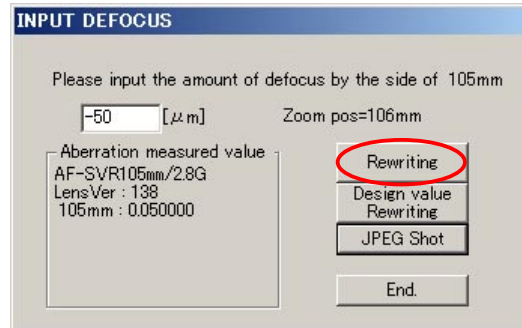 INPUT DEFOCUS
Please input the amount of defocus by the side of 105mm
-50 [μm] Zoom pos=106mm
Aberration measured value
AF-SVR105mm/2.8G
LensVer : 138
105mm : 0.050000
Rewriting
Design value
Rewriting
JPEG Shot
End.